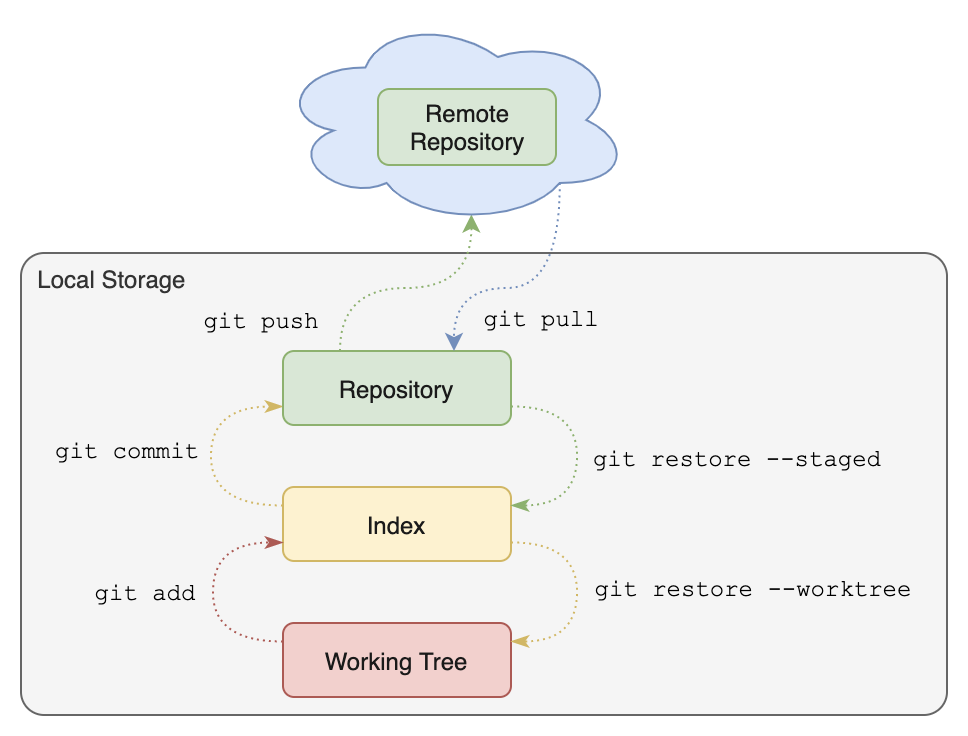 Remote
Repository
Local Storage
git push
git pull
Repository
git commit
git restore --staged
Index
git add
git restore --worktree
Working Tree